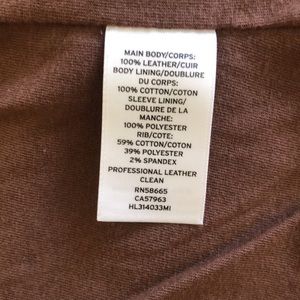 MAIN BODY/CORPS:
100% LEATHER/CUIR
BODY LINING/DOUBLURE
DU CORPS:
100% COTTON/COTON
SLEEVE LINING/
DOUBLURE DE LA
MANCHE:
100% POLYESTER
RIB/COTE:
59% COTTON/COTON
39% POLYESTER
2% SPANDEX
PROFESSIONAL LEATHER
CLEAN
RN58665
CA57963
HL314033MI